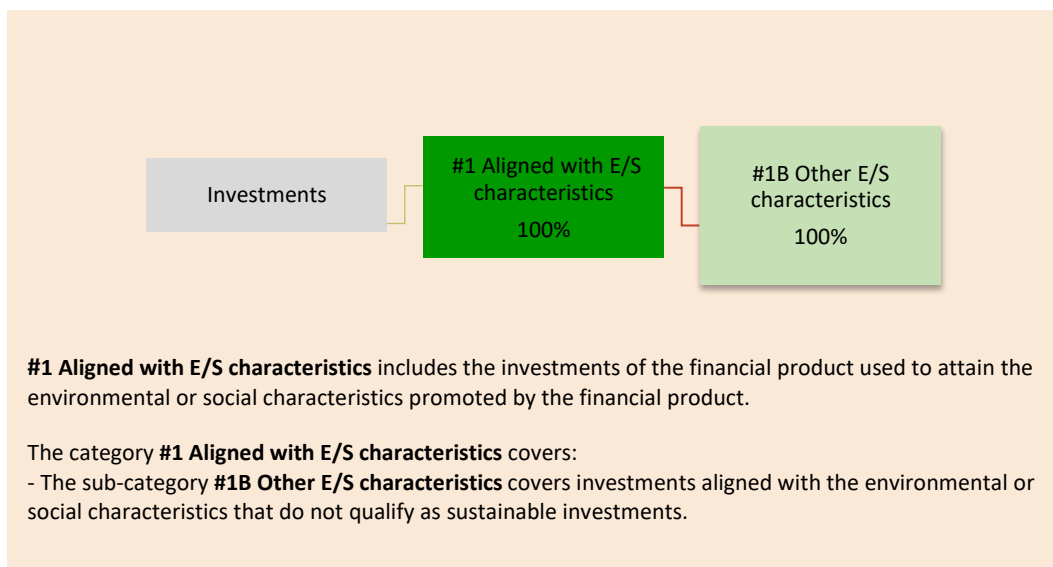 Investments
#1 Aligned with E/S
characteristics
100%
#1B Other E/S
characteristics
100%
#1 Aligned with E/S characteristics includes the investments of the financial product used to attain the
environmental or social characteristics promoted by the financial product.
The category #1 Aligned with E/S characteristics covers:
- The sub-category #1B Other E/S characteristics covers investments aligned with the environmental or
social characteristics that do not qualify as sustainable investments.